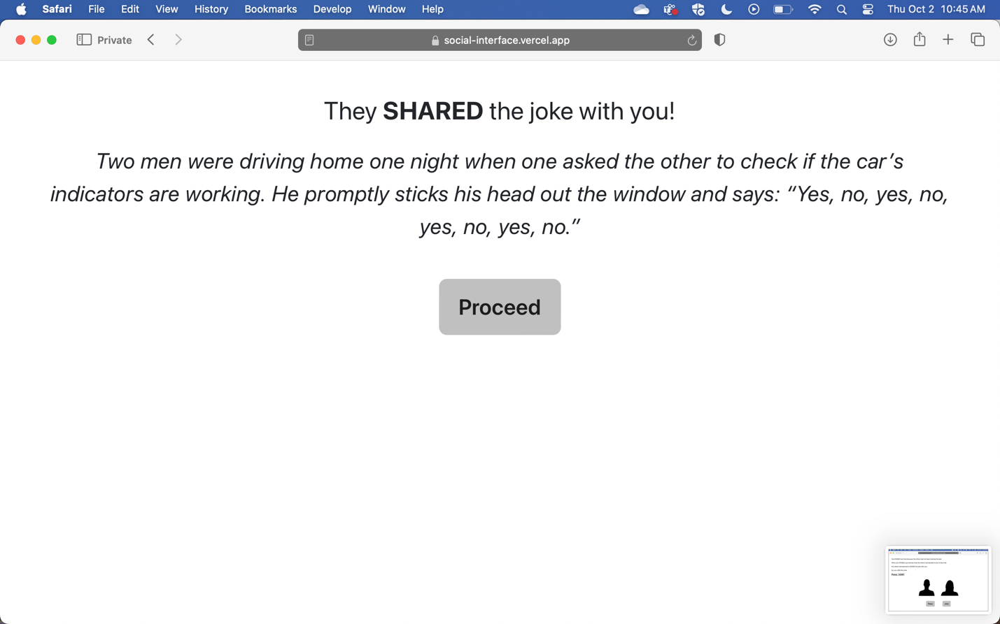 Safari File Edit View History Bookmarks Develop Window Help Thu Oct 2 10:45 AM
Private social-interface.vercel.app
They SHARED the joke with you!
Two men were driving home one night when one asked the other to check if the car’s
indicators are working. He promptly sticks his head out the window and says: “Yes, no, yes, no,
yes, no, yes, no.”
Proceed